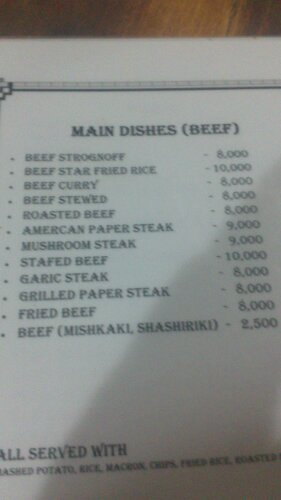 MAIN DISHES (BEEF)
• BEEF STROGNOFF - 8,000
• BEEF STAR FRIED RICE - 10,000
• BEEF CURRY - 8,000
• BEEF STEWED - 8,000
• ROASTED BEEF - 8,000
• AMERCAN PAPER STEAK - 9,000
• MUSHROOM STEAK - 9,000
• STAFED BEEF - 10,000
• GARIC STEAK - 8,000
• GRILLED PAPER STEAK - 8,000
• FRIED BEEF - 8,000
• BEEF (MISHKAKI, SHASHIRIKI) - 2,500
ALL SERVED WITH
MASHED POTATO, RICE, MACRON, CHIPS, FRIED RICE, ROASTED